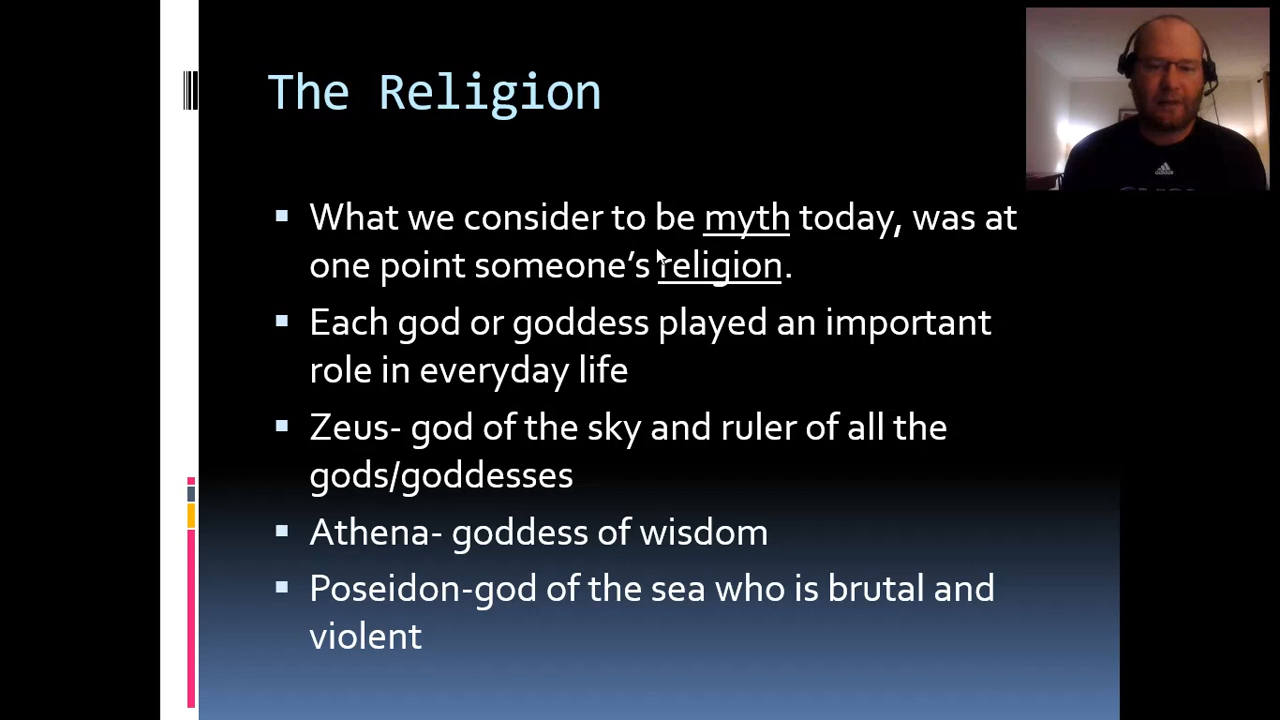 The Religion
What we consider to be myth today, was at
one point someone's religion.
Each god or goddess played an important
role in everyday life
Zeus- god of the sky and ruler of all the
gods/goddesses
Athena- goddess of wisdom
Poseidon-god of the sea who is brutal and
violent
adidas